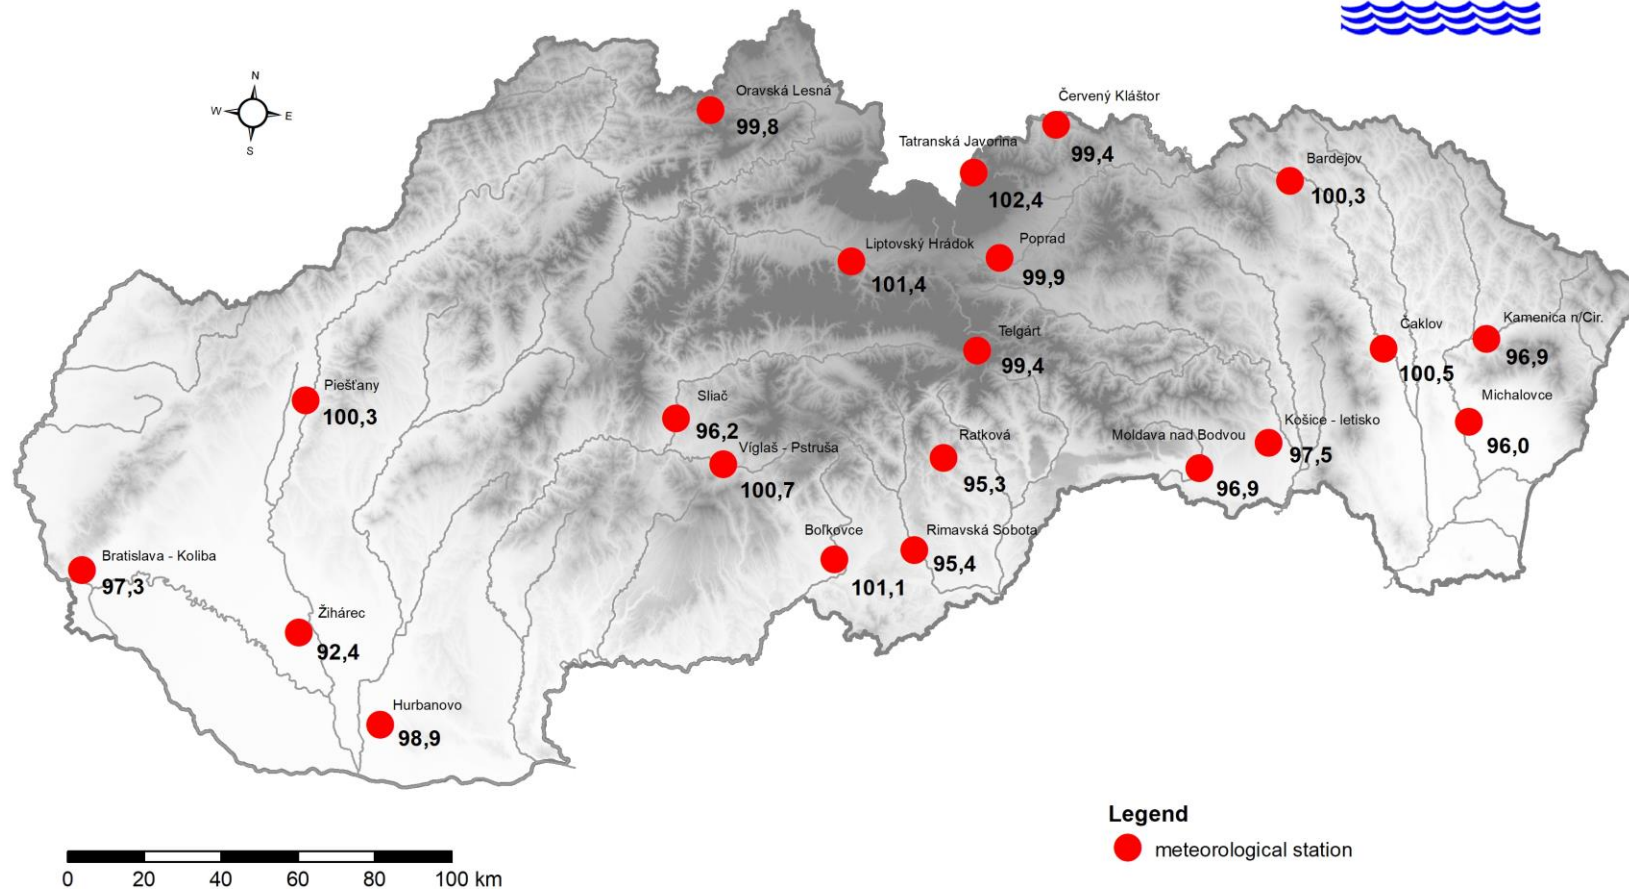 N
W
E
S
Oravská Lesná
99,8
Červený Kláštor
99,4
Tatranská Javorina
102,4
Bardejov
100,3
Liptovský Hrádok
101,4
Poprad
99,9
Telgárt
99,4
Čaklov
100,5
Kamenica n/Cir.
96,9
Piešťany
100,3
Sliač
96,2
Michalovce
96,0
Víglaš - Pstruša
100,7
Ratková
95,3
Moldava nad Bodvou
96,9
Košice - letisko
97,5
Boľkovce
101,1
Rimavská Sobota
95,4
Bratislava - Koliba
97,3
Žihárec
92,4
Hurbanovo
98,9
Legend
meteorological station
0 20 40 60 80 100 km